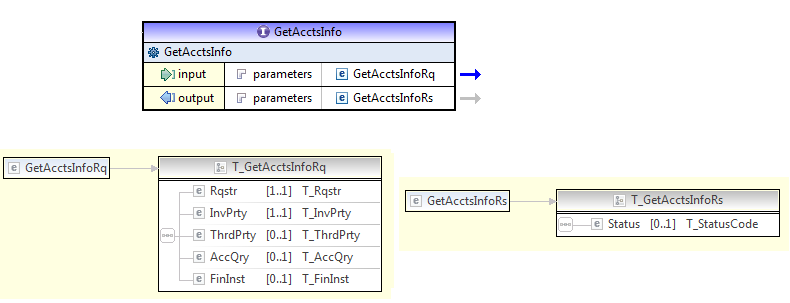 GetAcctsInfo
GetAcctsInfo
input parameters e GetAcctsInfoRq
output parameters e GetAcctsInfoRs
e GetAcctsInfoRq
T_GetAcctsInfoRq
e Rqstr [1..1] T_Rqstr
e InvPrty [1..1] T_InvPrty
e ThrdPrty [0..1] T_ThrdPrty
e AccQry [0..1] T_AccQry
e FinInst [0..1] T_FinInst
e GetAcctsInfoRs
T_GetAcctsInfoRs
e Status [0..1] T_StatusCode